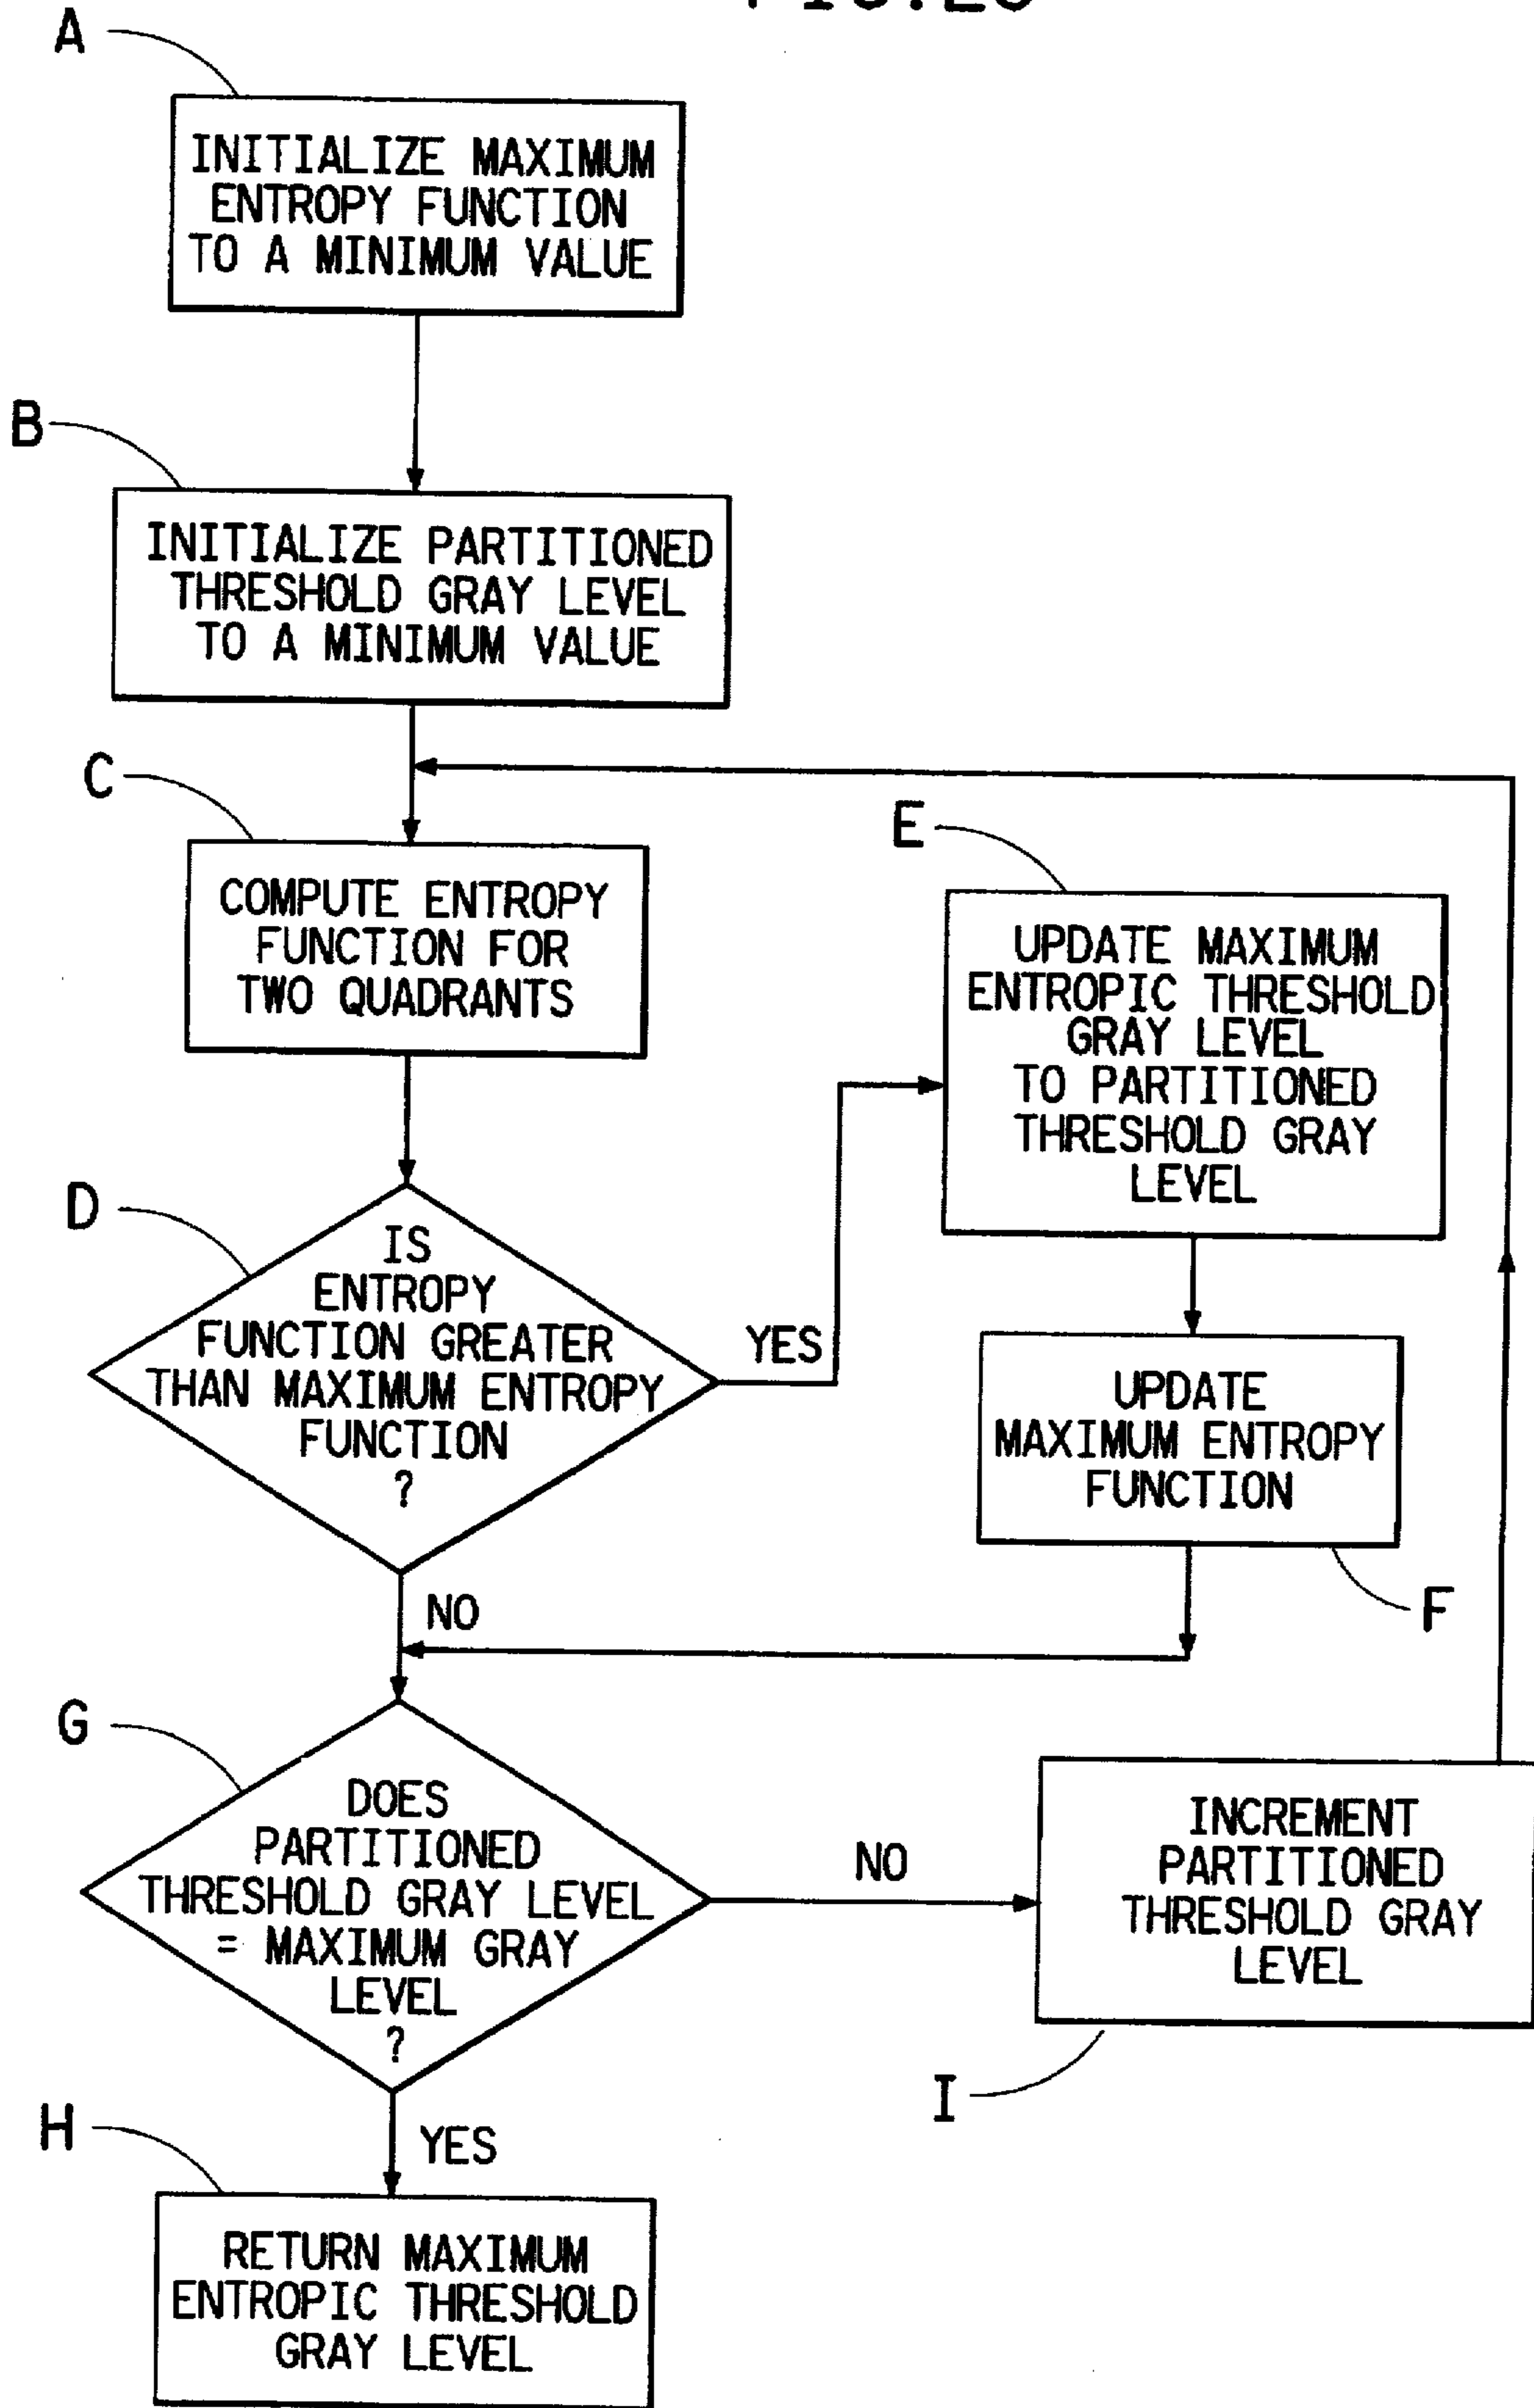 A
INITIALIZE MAXIMUM
ENTROPY FUNCTION
TO A MINIMUM VALUE
B
INITIALIZE PARTITIONED
THRESHOLD GRAY LEVEL
TO A MINIMUM VALUE
C
COMPUTE ENTROPY
FUNCTION FOR
TWO QUADRANTS
D
IS
ENTROPY
FUNCTION GREATER
THAN MAXIMUM ENTROPY
FUNCTION
?
YES
NO
E
UPDATE MAXIMUM
ENTROPIC THRESHOLD
GRAY LEVEL
TO PARTITIONED
THRESHOLD GRAY
LEVEL
UPDATE
MAXIMUM ENTROPY
FUNCTION
F
G
DOES
PARTITIONED
THRESHOLD GRAY LEVEL
= MAXIMUM GRAY
LEVEL
?
NO
YES
INCREMENT
PARTITIONED
THRESHOLD GRAY
LEVEL
I
H
RETURN MAXIMUM
ENTROPIC THRESHOLD
GRAY LEVEL